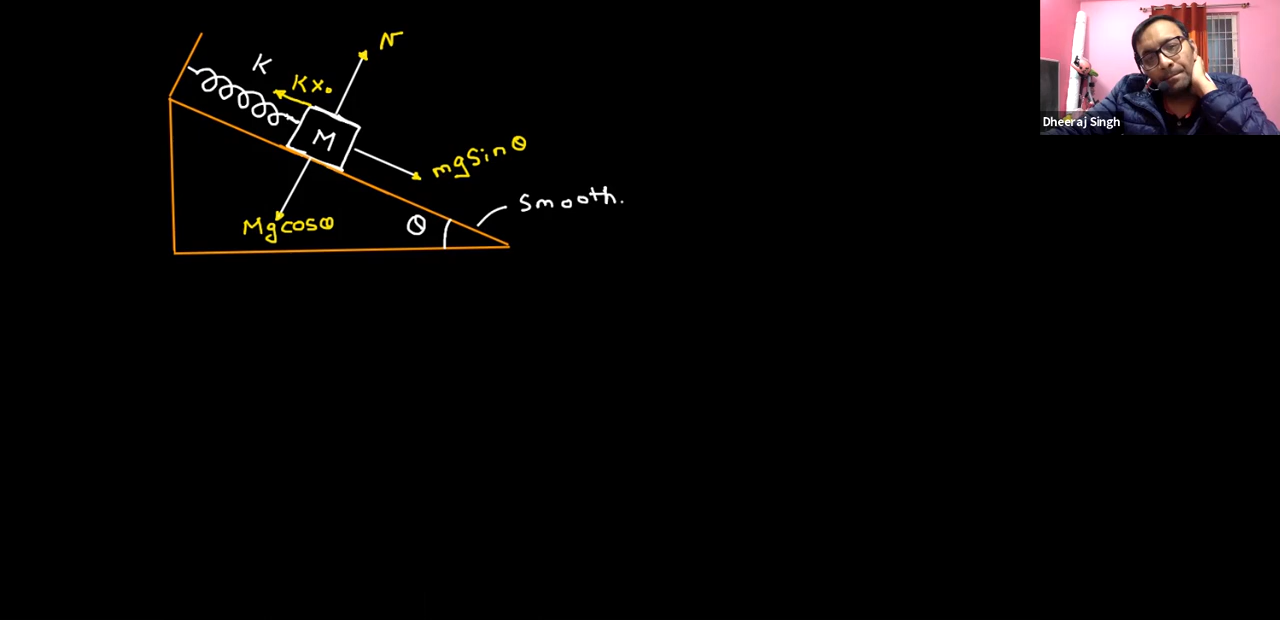 N
K
Kx₀
M
mgsinθ
Smooth.
Mgcosθ
θ
Dheeraj Singh